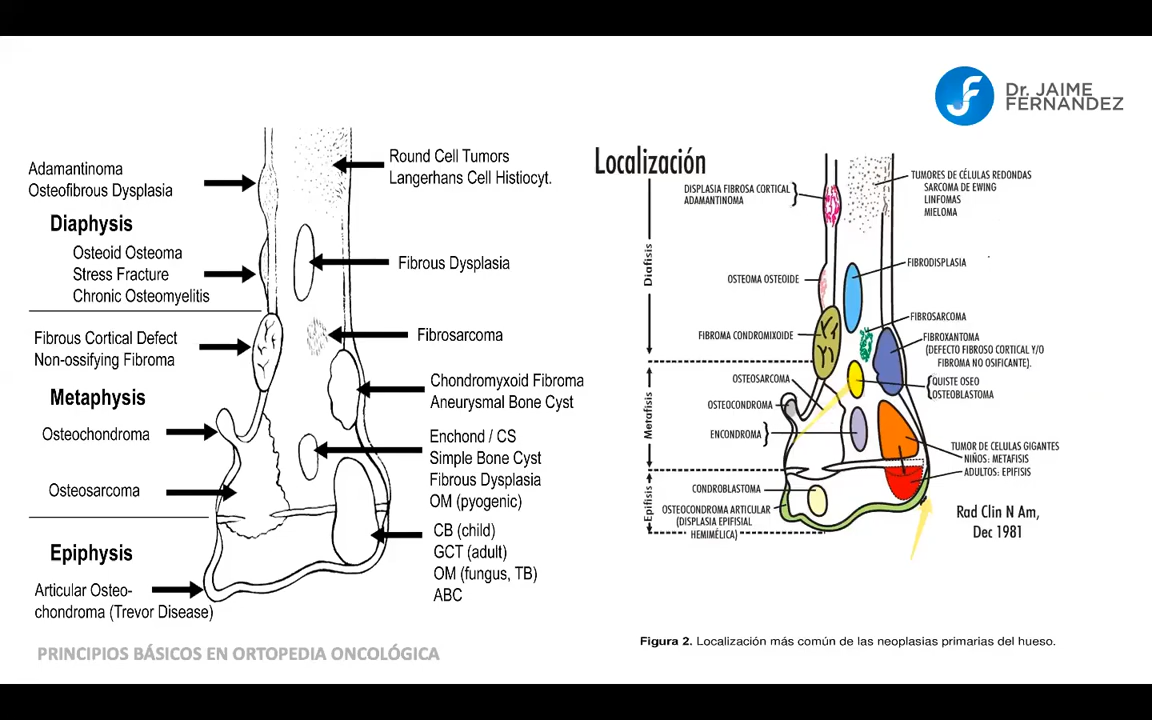 Dr. JAIME
FERNANDEZ
Adamantinoma
Osteofibrous Dysplasia
Diaphysis
Osteoid Osteoma
Stress Fracture
Chronic Osteomyelitis
Fibrous Cortical Defect
Non-ossifying Fibroma
Metaphysis
Osteochondroma
Osteosarcoma
Epiphysis
Articular Osteo-
chondroma (Trevor Disease)
Round Cell Tumors
Langerhans Cell Histiocyt.
Fibrous Dysplasia
Fibrosarcoma
Chondromyxoid Fibroma
Aneurysmal Bone Cyst
Enchond / CS
Simple Bone Cyst
Fibrous Dysplasia
OM (pyogenic)
CB (child)
GCT (adult)
OM (fungus, TB)
ABC
Localización
Diafisis
Metafisis
Epifisis
DISPLASIA FIBROSA CORTICAL
ADAMANTINOMA
OSTEOMA OSTEOIDE
FIBROMA CONDROMIXOIDE
OSTEOSARCOMA
OSTEOCONDROMA
ENCONDROMA
CONDROBLASTOMA
OSTEOCONDROMA ARTICULAR
(DISPLASIA EPIFISIAL
HEMIMÉLICA)
TUMORES DE CÉLULAS REDONDAS
SARCOMA DE EWING
LINFOMAS
MIELOMA
FIBRODISPLASIA
FIBROSARCOMA
FIBROXANTOMA
(DEFECTO FIBROSO CORTICAL Y/O
FIBROMA NO OSIFICANTE).
QUISTE OSEO
OSTEOBLASTOMA
TUMOR DE CELULAS GIGANTES
NIÑOS: METAFISIS
ADULTOS: EPIFISIS
Rad Clin N Am,
Dec 1981
Figura 2. Localización más común de las neoplasias primarias del hueso.
PRINCIPIOS BÁSICOS EN ORTOPEDIA ONCOLÓGICA